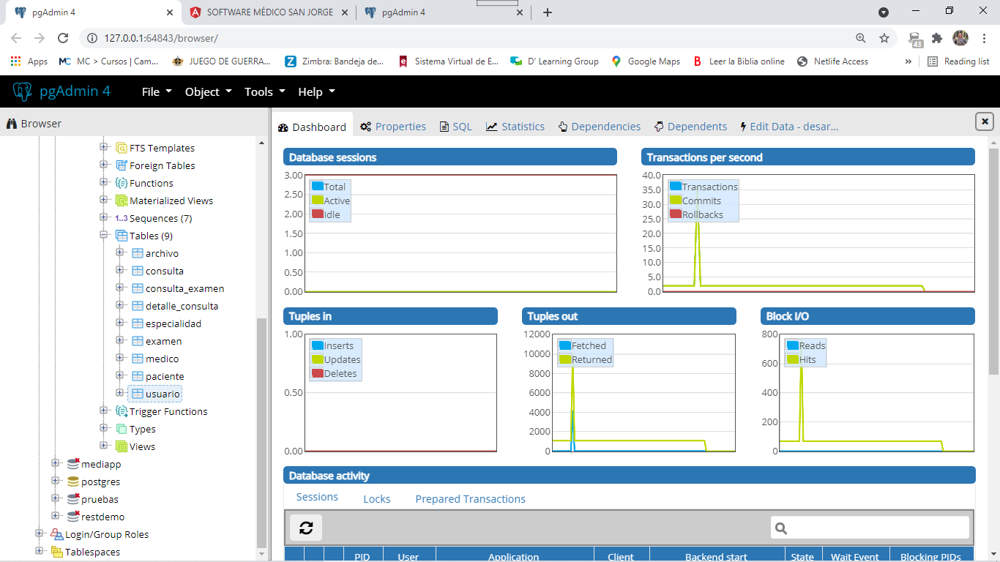 pgAdmin 4
SOFTWARE MÉDICO SAN JORGE
pgAdmin 4
127.0.0.1:64843/browser/
43
Apps
MC > Cursos | Cam...
JUEGO DE GUERRA...
Zimbra: Bandeja de...
Sistema Virtual de E...
D' Learning Group
Google Maps
Leer la Biblia online
Netlife Access
»
Reading list
pgAdmin 4
File
Object
Tools
Help
Browser
Dashboard
Properties
SQL
Statistics
Dependencies
Dependents
Edit Data - desar...
FTS Templates
Foreign Tables
Functions
Materialized Views
1..3 Sequences (7)
Tables (9)
archivo
consulta
consulta_examen
detalle_consulta
especialidad
examen
medico
paciente
usuario
Trigger Functions
Types
Views
mediapp
postgres
pruebas
restdemo
Login/Group Roles
Tablespaces
Database sessions
3.00
2.50
2.00
1.50
1.00
0.50
0.00
Total
Active
Idle
Transactions per second
40.0
35.0
30.0
25.0
20.0
15.0
10.0
5.0
0.0
Transactions
Commits
Rollbacks
Tuples in
1.00
0.50
0.00
Inserts
Updates
Deletes
Tuples out
12000
10000
8000
6000
4000
2000
0
Fetched
Returned
Block I/O
800
600
400
200
0
Reads
Hits
Database activity
Sessions
Locks
Prepared Transactions
PID
User
Application
Client
Backend start
State
Wait Event
Blocking PIDs